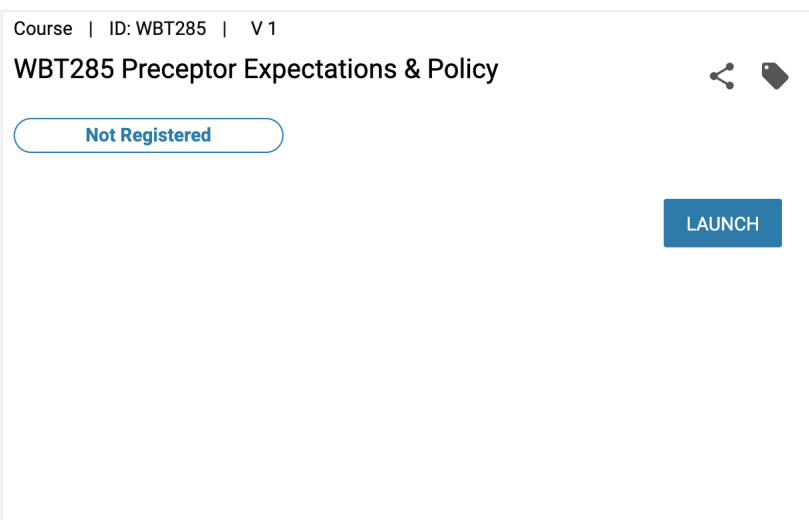 Course | ID: WBT285 | V 1
WBT285 Preceptor Expectations & Policy
Not Registered
LAUNCH